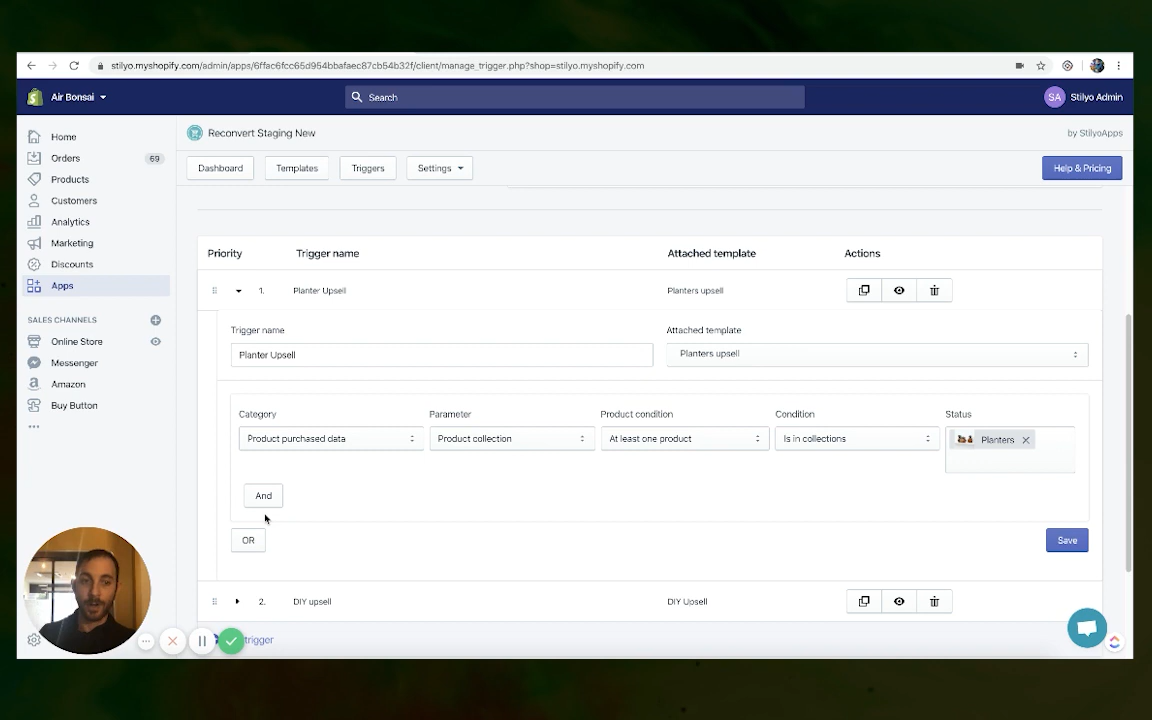 stilyo.myshopify.com/admin/apps/6ffac6fcc65d954bbafaec87cb54b32f/client/manage_trigger.php?shop=stilyo.myshopify.com
Air Bonsai
Search
SA Stilyo Admin
Home
Orders 69
Products
Customers
Analytics
Marketing
Discounts
Apps
SALES CHANNELS
Online Store
Messenger
Amazon
Buy Button
Reconvert Staging New
by StilyoApps
Dashboard Templates Triggers Settings Help & Pricing
Priority Trigger name Attached template Actions
1. Planter Upsell Planters upsell
Trigger name Attached template
Planter Upsell Planters upsell
Category Parameter Product condition Condition Status
Product purchased data Product collection At least one product Is in collections Planters
And
OR Save
2. DIY upsell DIY Upsell
trigger